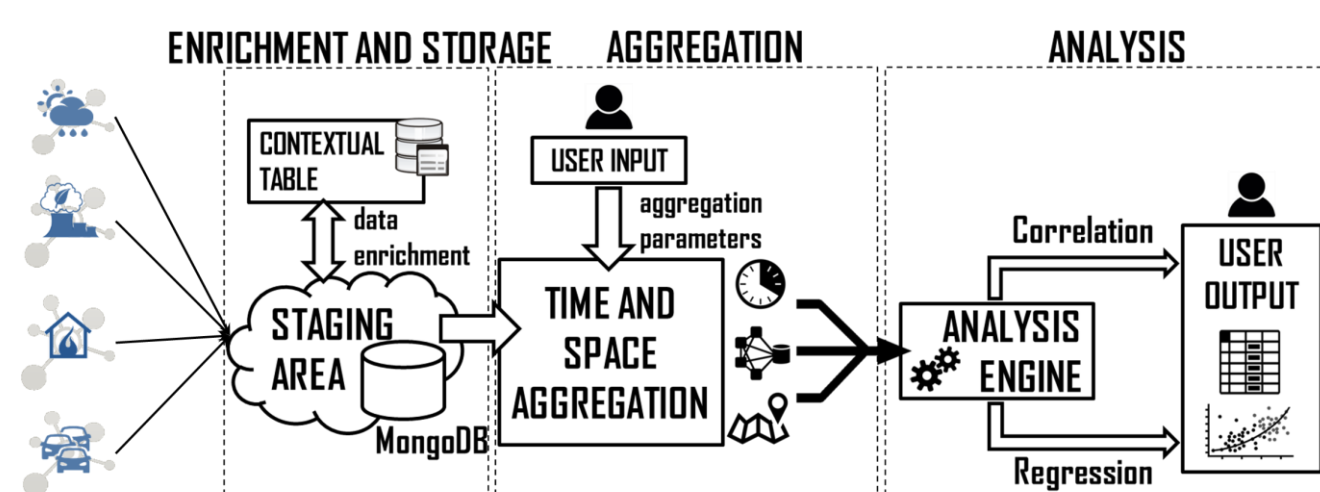 ENRICHMENT AND STORAGE
AGGREGATION
ANALYSIS
CONTEXTUAL
TABLE
data
enrichment
STAGING
AREA
MongoDB
USER INPUT
aggregation
parameters
TIME AND
SPACE
AGGREGATION
ANALYSIS
ENGINE
Correlation
Regression
USER
OUTPUT